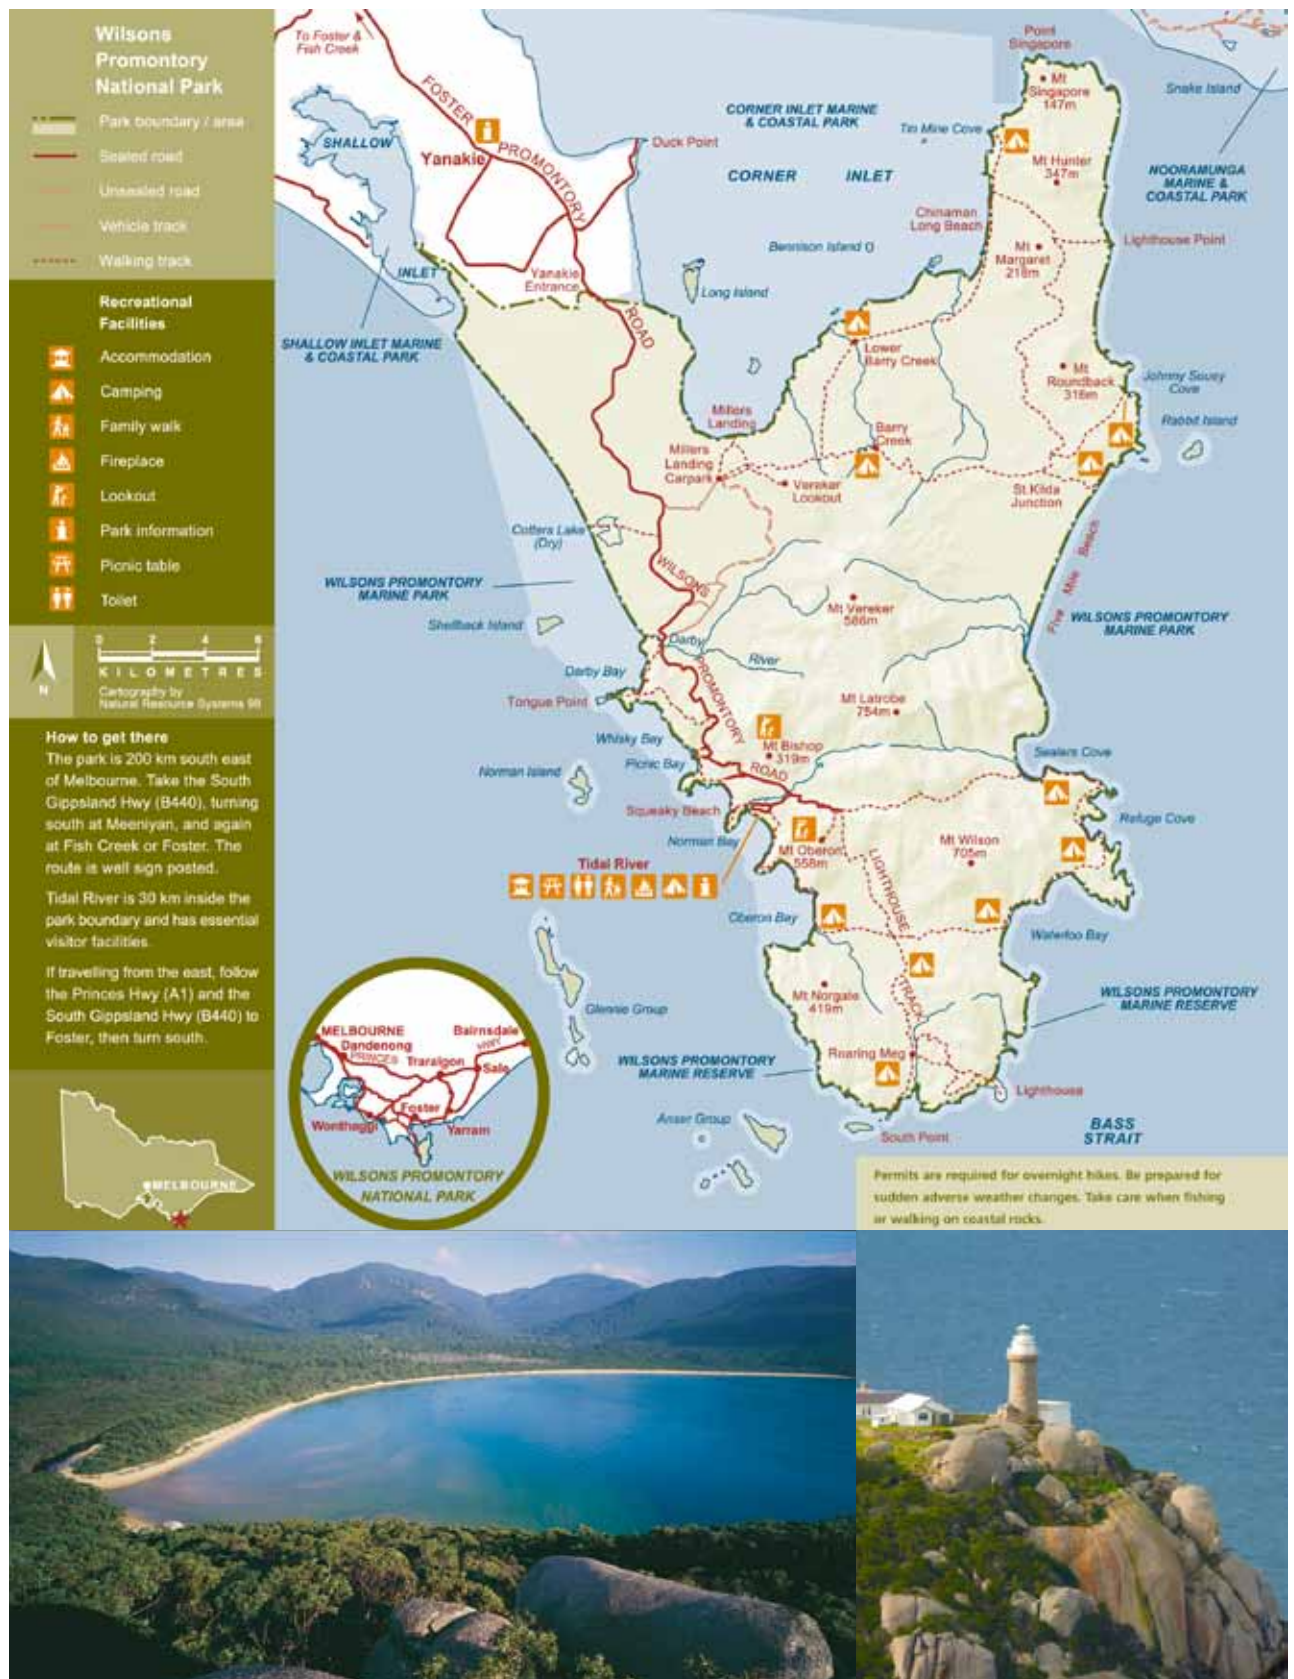 Wilsons
Promontory
National Park
Park boundary / area
Sealed road
Unsealed road
Vehicle track
Walking track
Recreational
Facilities
Accommodation
Camping
Family walk
Fireplace
Lookout
Park information
Picnic table
Toilet
0 2 4 6
KILOMETRES
N
Cartography by
Natural Resource Systems 98
How to get there
The park is 200 km south east
of Melbourne. Take the South
Gippsland Hwy (B440), turning
south at Meeniyan, and again
at Fish Creek or Foster. The
route is well sign posted.
Tidal River is 30 km inside the
park boundary and has essential
visitor facilities.
If travelling from the east, follow
the Princes Hwy (A1) and the
South Gippsland Hwy (B440) to
Foster, then turn south.
MELBOURNE
To Foster &
Fish Creek
FOSTER
PROMONTORY
ROAD
SHALLOW
INLET
Yanakie
Duck Point
Yanakie
Entrance
SHALLOW INLET MARINE
& COASTAL PARK
CORNER INLET MARINE
& COASTAL PARK
CORNER INLET
Tin Mine Cove
Point
Singapore
Mt
Singapore
147m
Snake Island
Mt Hunter
347m
NOORAMUNGA
MARINE &
COASTAL PARK
Chinaman
Long Beach
Bennison Island
Mt
Margaret
218m
Lighthouse Point
Long Island
Lower
Barry Creek
Mt
Roundback
316m
Johnny Souey
Cove
Rabbit Island
Millers
Landing
Millers
Landing
Carpark
Barry
Creek
Vereker
Lookout
St Kilda
Junction
Five Mile Beach
Cotters Lake
(Dry)
WILSONS
PROMONTORY
ROAD
WILSONS PROMONTORY
MARINE PARK
Shellback Island
Mt Vereker
586m
WILSONS PROMONTORY
MARINE PARK
Darby
River
Darby Bay
Tongue Point
Mt Latrobe
754m
Whisky Bay
Picnic Bay
Mt Bishop
319m
Norman Island
Sealers Cove
Squeaky Beach
Norman Bay
Refuge Cove
Mt Oberon
558m
Mt Wilson
705m
Tidal River
LIGHTHOUSE
TRACK
Oberon Bay
Waterloo Bay
Mt Norgate
419m
WILSONS PROMONTORY
MARINE RESERVE
Glennie Group
WILSONS PROMONTORY
MARINE RESERVE
Roaring Meg
Lighthouse
Anser Group
South Point
BASS
STRAIT
MELBOURNE
Dandenong
PRINCES
HWY
Bairnsdale
Traralgon
Sale
Foster
Wonthaggi
Yarram
WILSONS PROMONTORY
NATIONAL PARK
Permits are required for overnight hikes. Be prepared for
sudden adverse weather changes. Take care when fishing
or walking on coastal rocks.